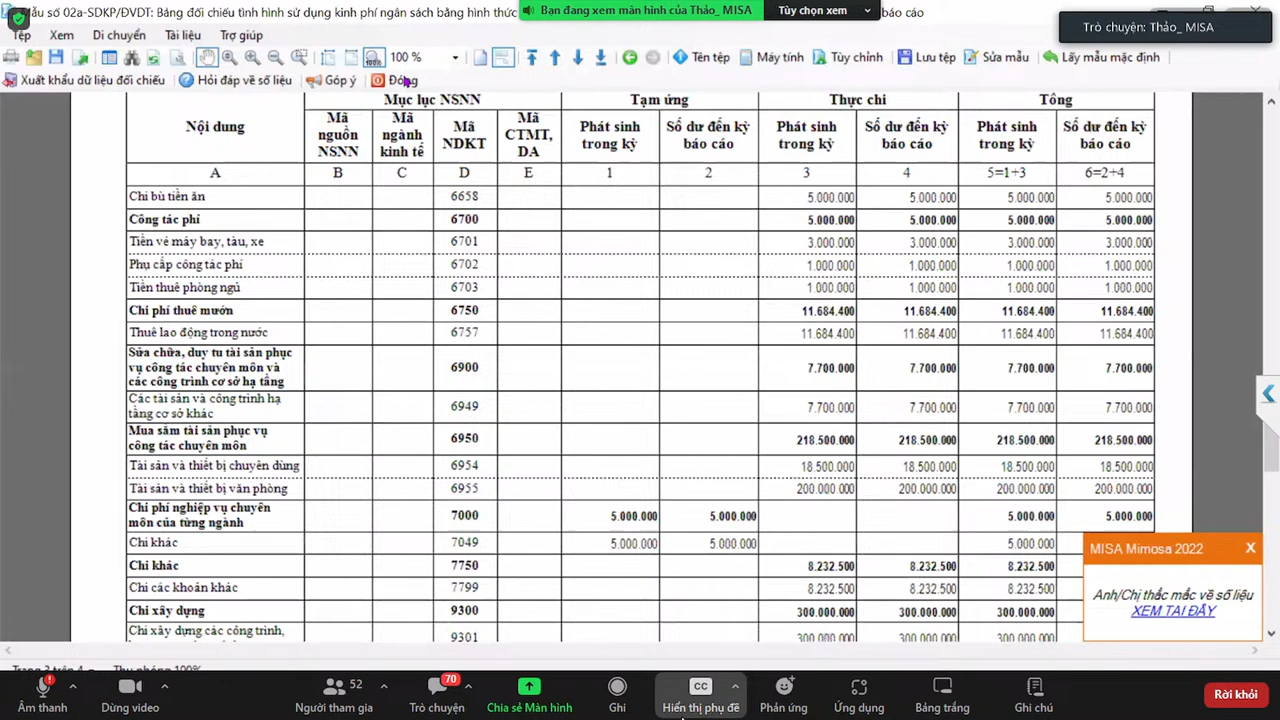 Mẫu số 02a-SDKP/ĐVDT: Bảng đối chiếu tình hình sử dụng kinh phí ngân sách bằng hình thức
Bạn đang xem màn hình của Thảo_ MISA
Tùy chọn xem
báo cáo
Trò chuyện: Thảo_ MISA
Tệp Xem Di chuyển Tài liệu Trợ giúp
100 % Tên tệp Máy tính Tùy chỉnh Lưu tệp Sửa mẫu Lấy mẫu mặc định
Xuất khẩu dữ liệu đối chiếu Hỏi đáp về số liệu Góp ý Đóng
Nội dung Mục lục NSNN Tạm ứng Thực chi Tổng
Mã nguồn NSNN Mã ngành kinh tế Mã NDKT Mã CTMT, DA Phát sinh trong kỳ Số dư đến kỳ báo cáo Phát sinh trong kỳ Số dư đến kỳ báo cáo Phát sinh trong kỳ Số dư đến kỳ báo cáo
A B C D E 1 2 3 4 5=1+3 6=2+4
Chi bù tiền ăn 6658 5.000.000 5.000.000 5.000.000 5.000.000
Công tác phí 6700 5.000.000 5.000.000 5.000.000 5.000.000
Tiền vé máy bay, tàu, xe 6701 3.000.000 3.000.000 3.000.000 3.000.000
Phụ cấp công tác phí 6702 1.000.000 1.000.000 1.000.000 1.000.000
Tiền thuê phòng ngủ 6703 1.000.000 1.000.000 1.000.000 1.000.000
Chi phí thuê mướn 6750 11.684.400 11.684.400 11.684.400 11.684.400
Thuê lao động trong nước 6757 11.684.400 11.684.400 11.684.400 11.684.400
Sửa chữa, duy tu tài sản phục
vụ công tác chuyên môn và
các công trình cơ sở hạ tầng
6900 7.700.000 7.700.000 7.700.000 7.700.000
Các tài sản và công trình hạ
tầng cơ sở khác
6949 7.700.000 7.700.000 7.700.000 7.700.000
Mua sắm tài sản phục vụ
công tác chuyên môn
6950 218.500.000 218.500.000 218.500.000 218.500.000
Tài sản và thiết bị chuyên dùng 6954 18.500.000 18.500.000 18.500.000 18.500.000
Tài sản và thiết bị văn phòng 6955 200.000.000 200.000.000 200.000.000 200.000.000
Chi phí nghiệp vụ chuyên
môn của từng ngành
7000 5.000.000 5.000.000 5.000.000 5.000.000
Chi khác 7049 5.000.000 5.000.000 5.000.000
Chi khác 7750 8.232.500 8.232.500 8.232.500
Chi các khoản khác 7799 8.232.500 8.232.500 8.232.500
Chi xây dựng 9300 300.000.000 300.000.000 300.000.000
Chi xây dựng các công trình, 9301 300.000.000 300.000.000 300.000.000
MISA Mimosa 2022 X
Anh/Chị thắc mắc về số liệu
XEM TẠI ĐÂY
Trang 3 trên 4 Thu phóng 100%
52 70 CC
Âm thanh Dừng video Người tham gia Trò chuyện Chia sẻ Màn hình Ghi Hiển thị phụ đề Phản ứng Ứng dụng Bảng trắng Ghi chú Rời khỏi